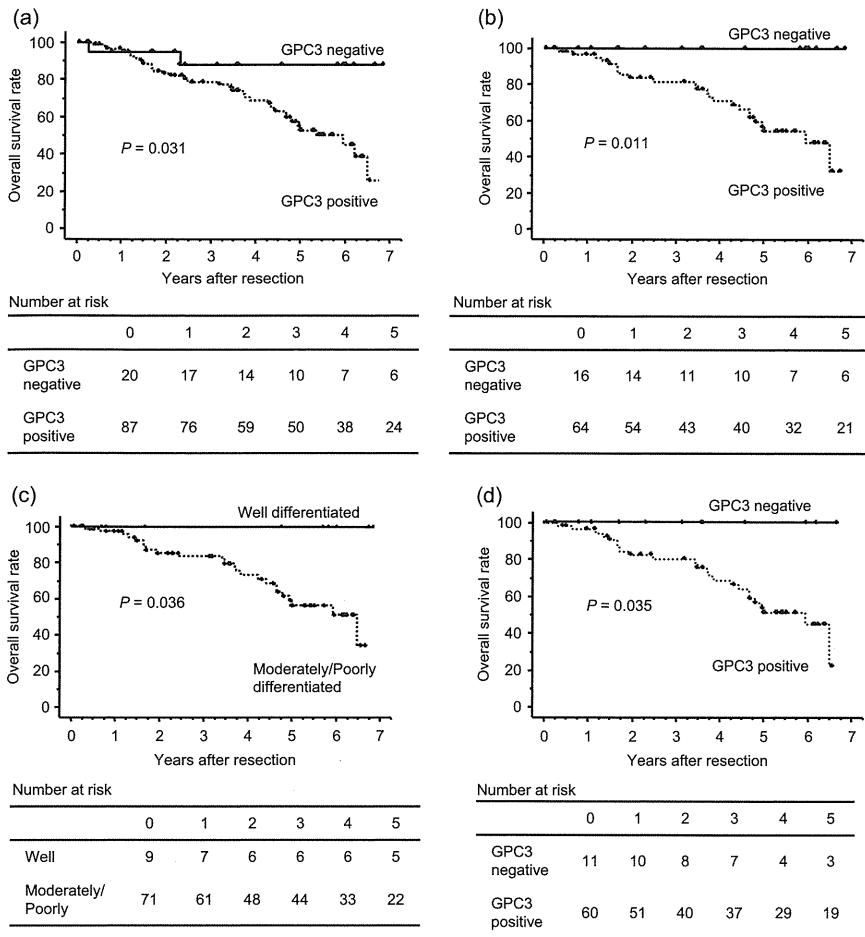 (a)
GPC3 negative
100
80
60
40
20
0
Overall survival rate
P = 0.031
GPC3 positive
0 1 2 3 4 5 6 7
Years after resection
Number at risk
0 1 2 3 4 5
GPC3
negative
20 17 14 10 7 6
GPC3
positive
87 76 59 50 38 24
(b)
GPC3 negative
100
80
60
40
60
80
0
Overall survival rate
P = 0.011
GPC3 positive
0 1 2 3 4 5 6 7
Years after resection
Number at risk
0 1 2 3 4 5
GPC3
negative
16 14 11 10 7 6
GPC3
positive
64 54 43 40 32 21
(c)
Well differentiated
100
80
60
40
20
0
Overall survival rate
P = 0.036
Moderately/Poorly
differentiated
0 1 2 3 4 5 6 7
Years after resection
Number at risk
0 1 2 3 4 5
Well
9 7 6 6 6 5
Moderately/
Poorly
71 61 48 44 33 22
(d)
GPC3 negative
100
80
60
40
20
0
Overall survival rate
P = 0.035
GPC3 positive
0 1 2 3 4 5 6 7
Years after resection
Number at risk
0 1 2 3 4 5
GPC3
negative
11 10 8 7 4 3
GPC3
positive
60 51 40 37 29 19